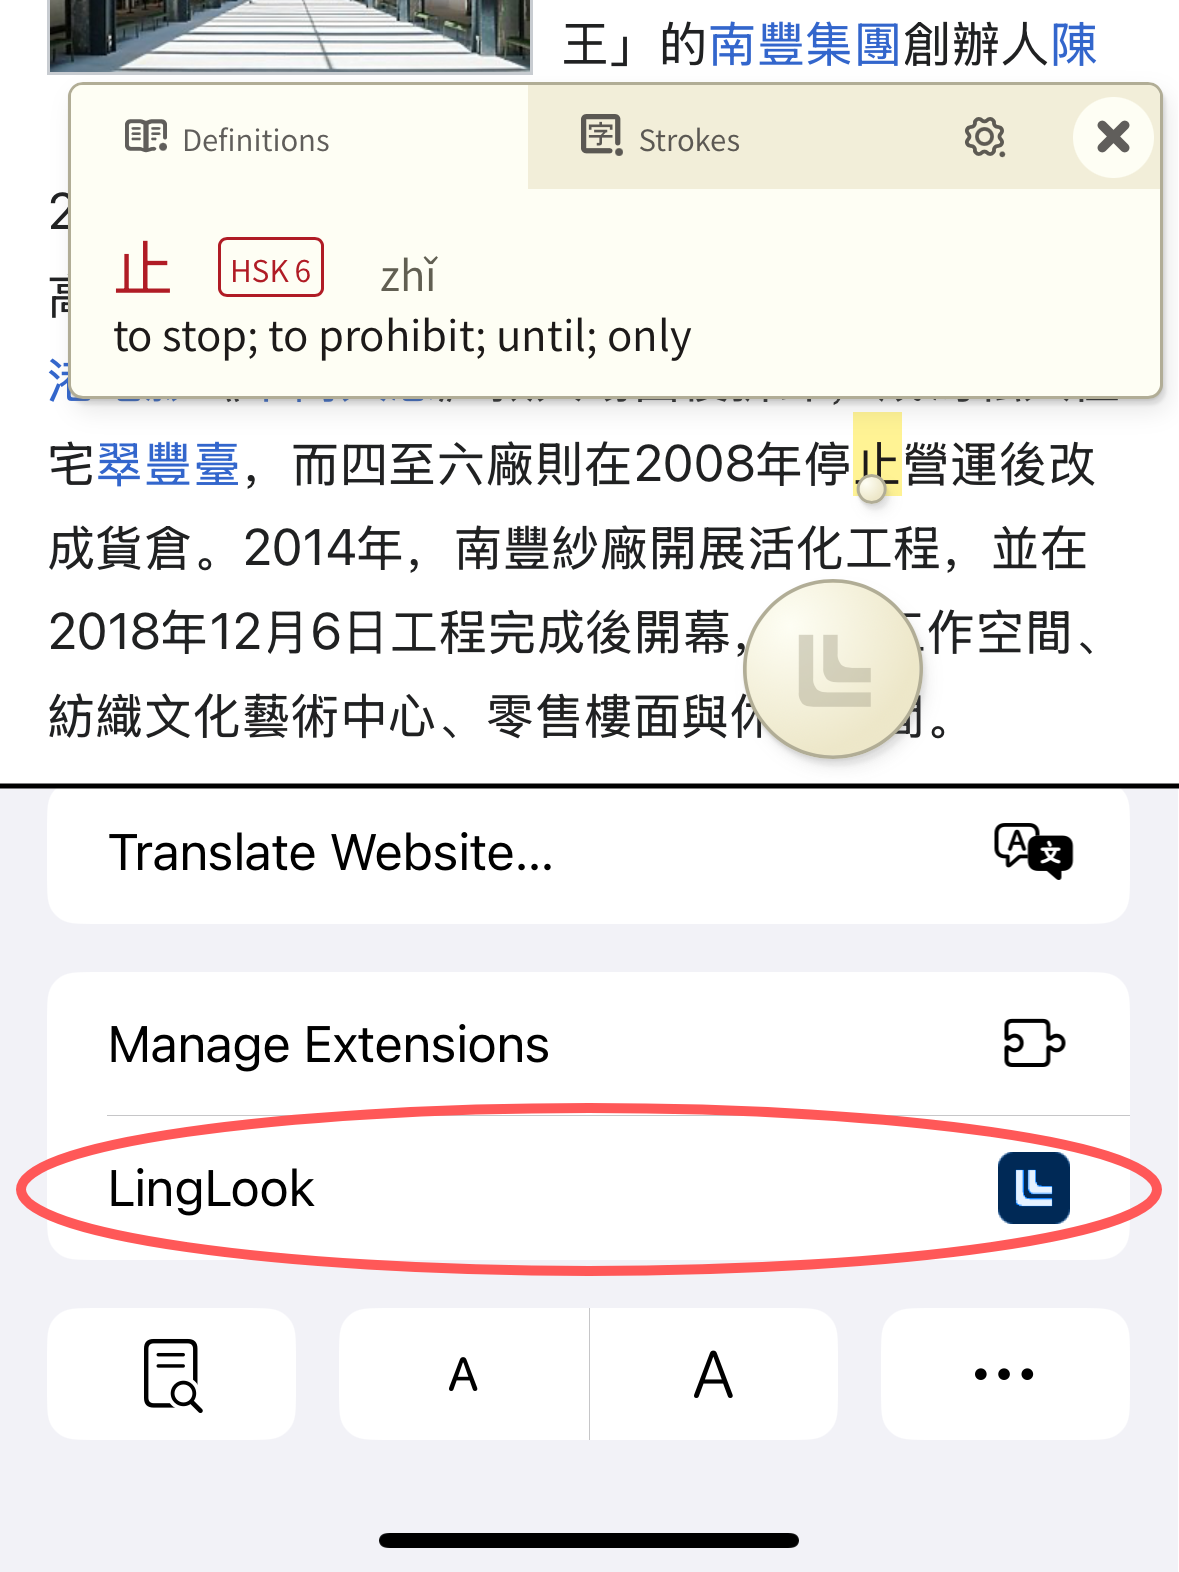 王」的南豐集團創辦人陳
Definitions
Strokes
止 HSK 6 zhǐ
to stop; to prohibit; until; only
宅翠豐臺，而四至六廠則在2008年停止營運後改
成貨倉。2014年，南豐紗廠開展活化工程，並在
2018年12月6日工程完成後開幕，作空間、
紡織文化藝術中心、零售樓面與休。
Translate Website...
Manage Extensions
LingLook
A
A